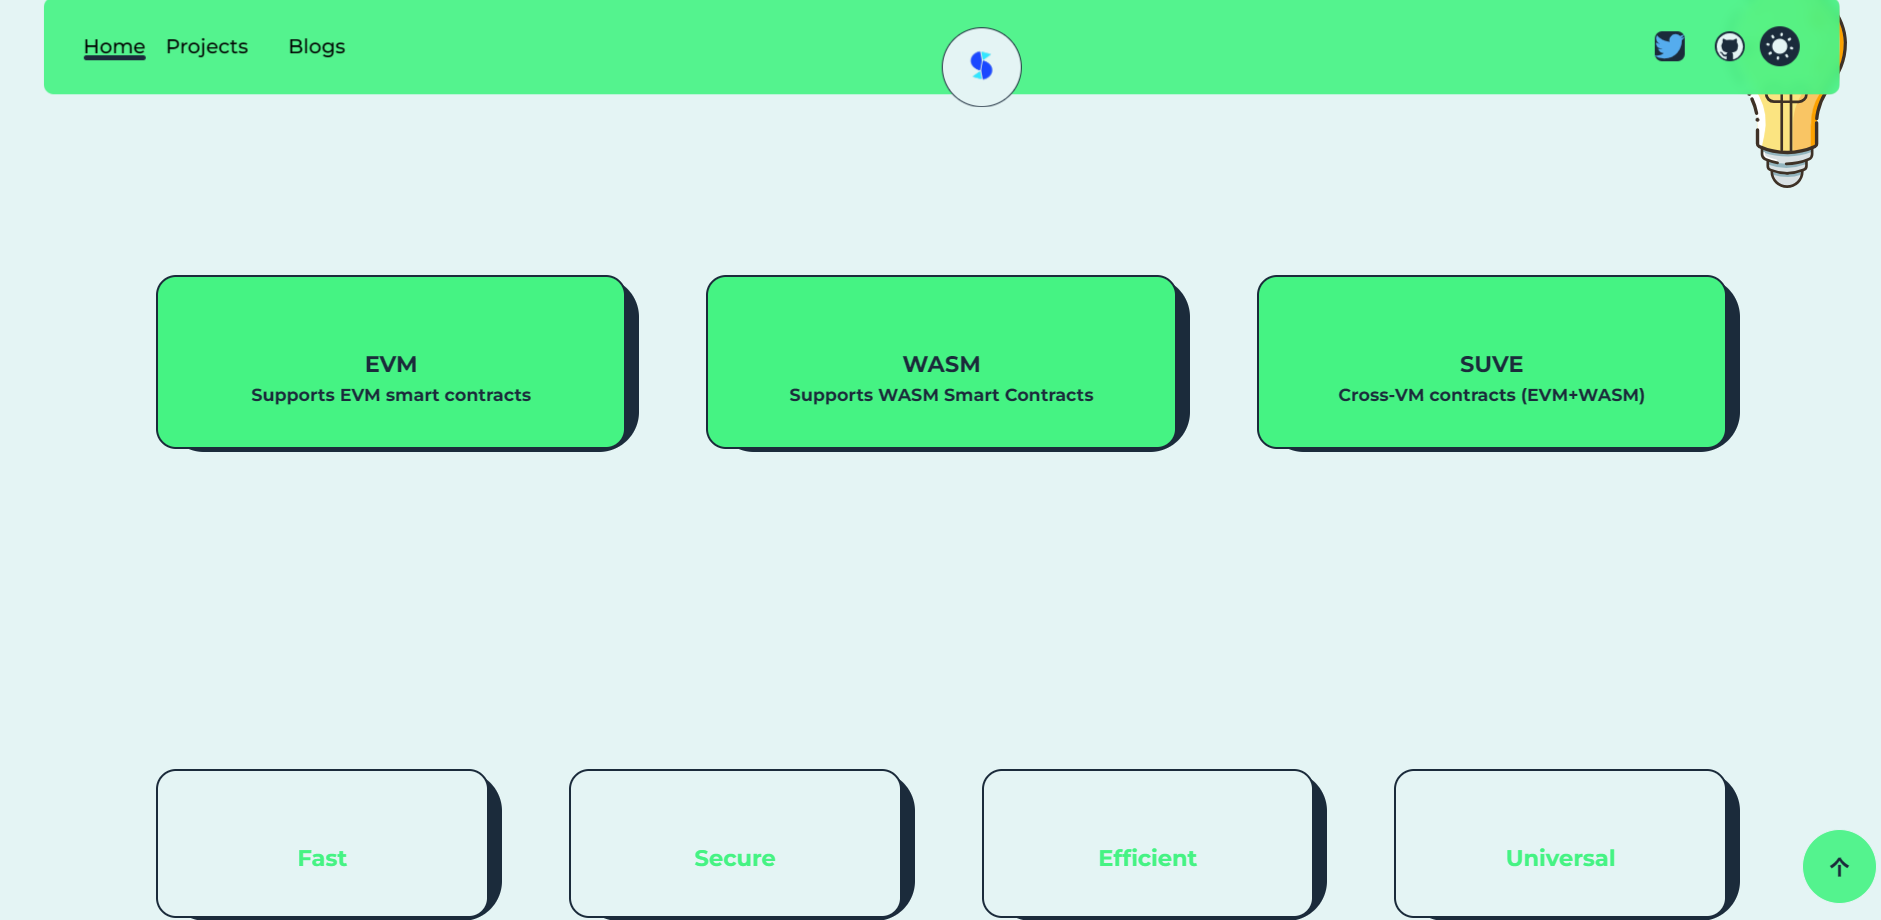 Home Projects Blogs
EVM
Supports EVM smart contracts
WASM
Supports WASM Smart Contracts
SUVE
Cross-VM contracts (EVM+WASM)
Fast
Secure
Efficient
Universal